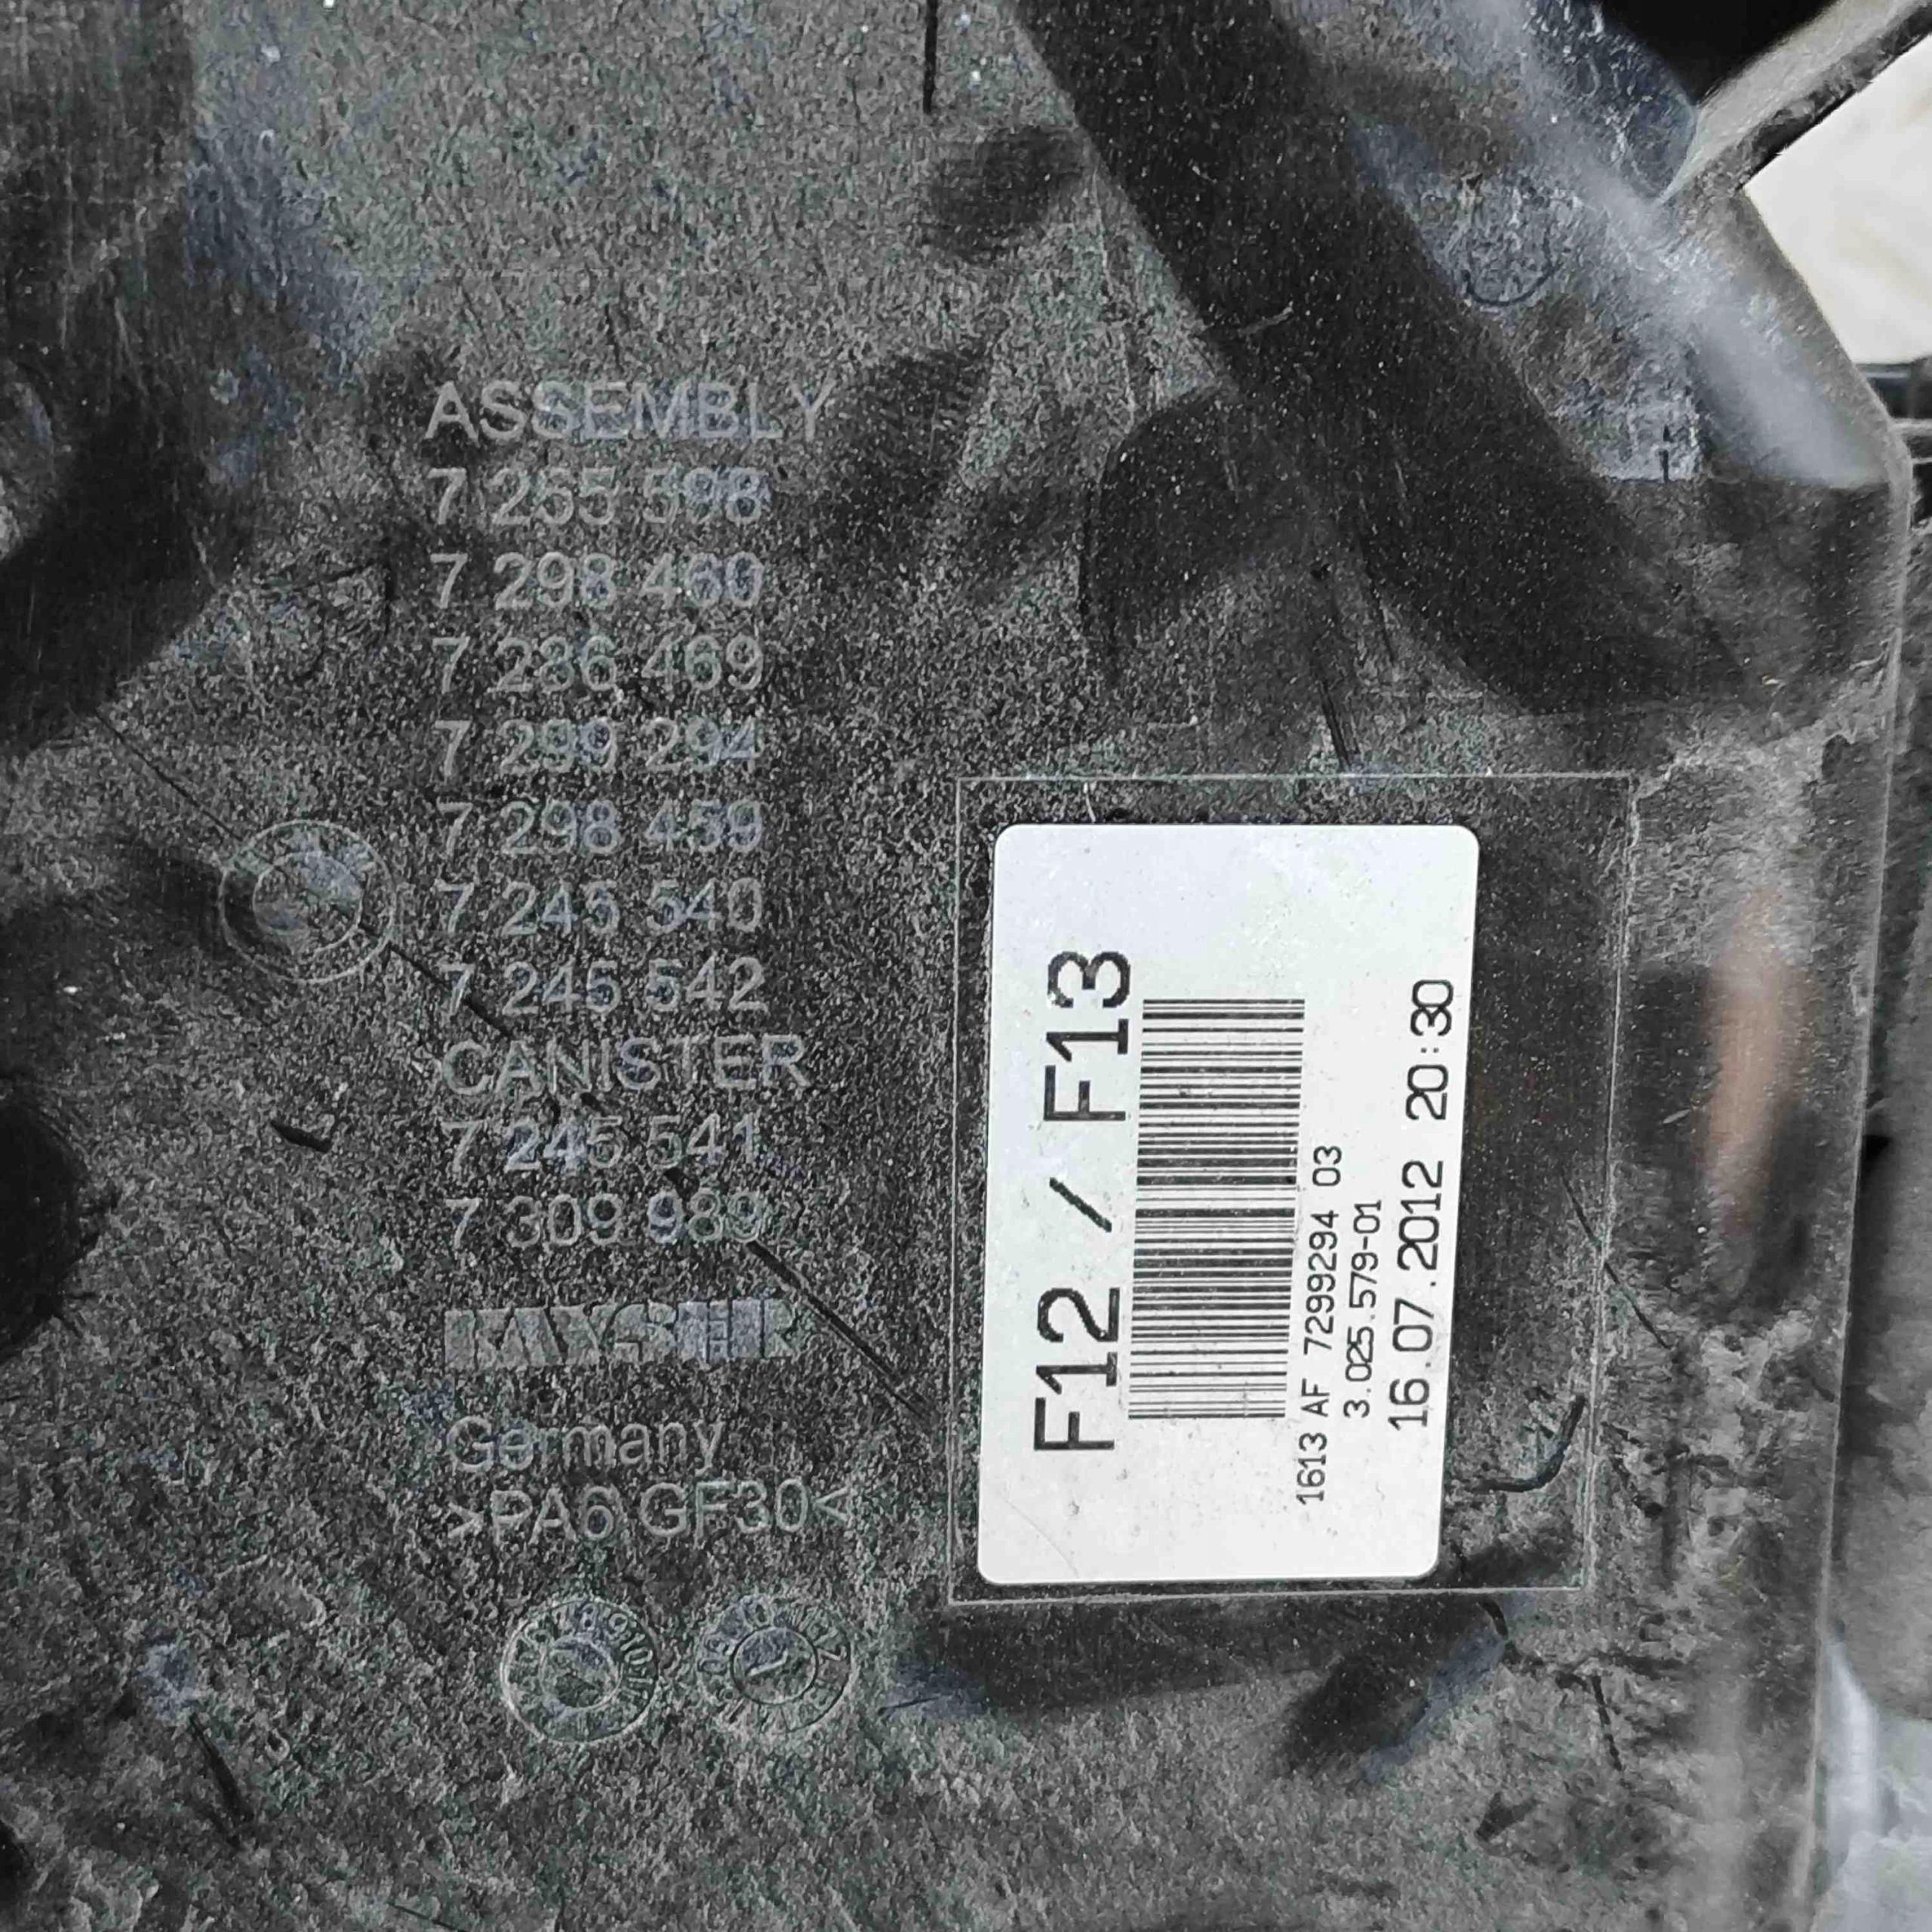 ASSEMBLY
7 255 598
7 298 460
7 286 469
7 299 294
7 298 459
7 245 540
7 245 542
CANISTER
7 245 541
7 309 989
KAYSER
Germany
>PA6 GF30<
F12 / F13
1613 AF 7299294 03
3.025.579-01
16.07.2012 20:30